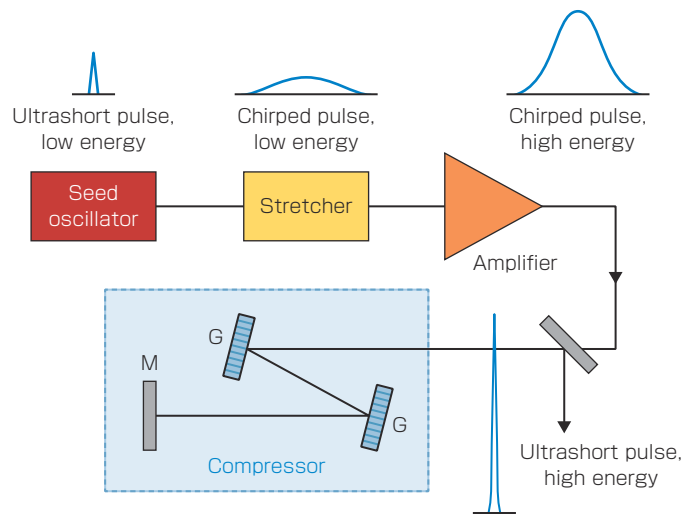 Ultrashort pulse,
low energy
Chirped pulse,
low energy
Chirped pulse,
high energy
Seed
oscillator
Stretcher
Amplifier
G
M
G
Compressor
Ultrashort pulse,
high energy